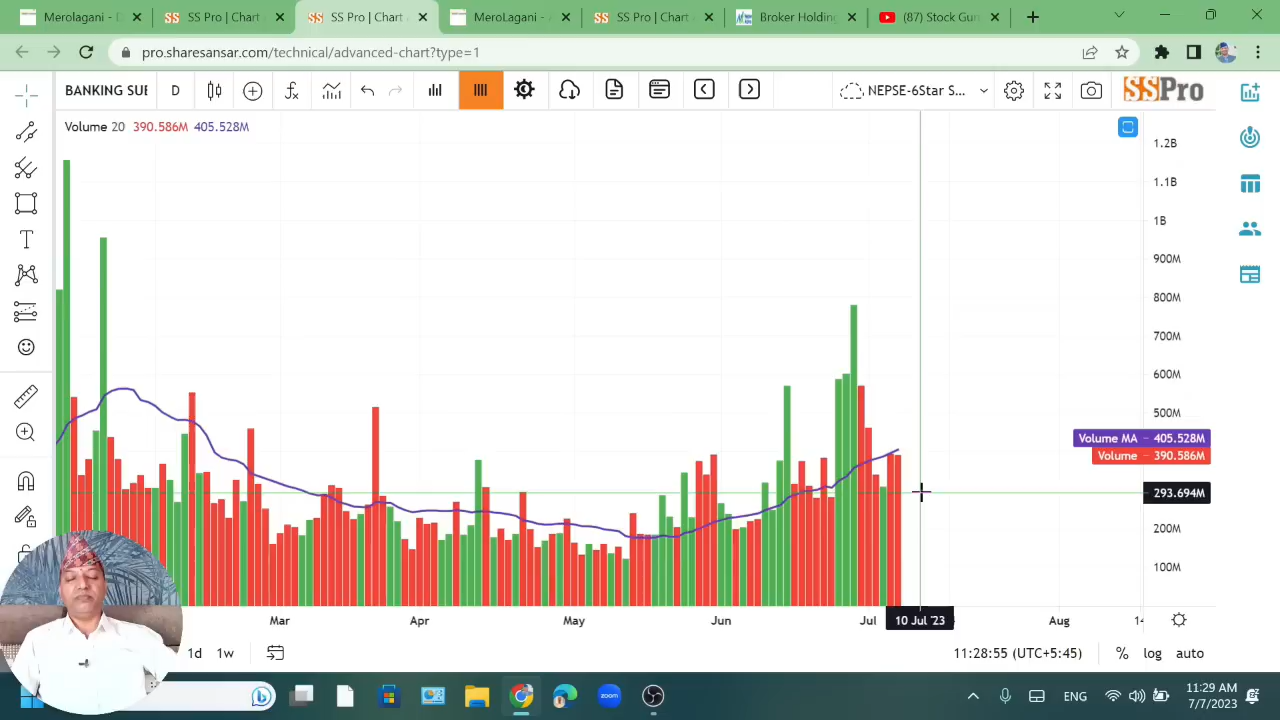 Merolagani - D
SS Pro | Chart
SS Pro | Chart
MeroLagani - A
SS Pro | Chart
Broker Holding
(87) Stock Gur
pro.sharesansar.com/technical/advanced-chart?type=1
BANKING SUB
D
NEPSE-6Star S...
SSPro
Volume 20 390.586M 405.528M
1.2B
1.1B
1B
900M
800M
700M
600M
500M
Volume MA 405.528M
Volume 390.586M
293.694M
200M
100M
Mar
Apr
May
Jun
Jul
10 Jul '23
Aug
14
1d 1w
11:28:55 (UTC+5:45)
% log auto
zoom
ENG
11:29 AM
7/7/2023